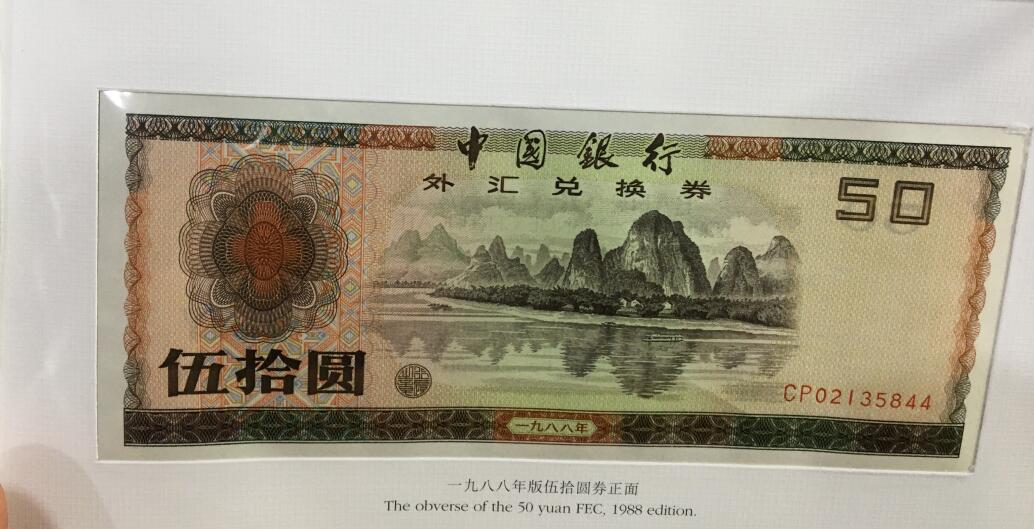 中國銀行
外汇兑换券
50
伍拾圆
CP02135844
一九八八年
一九八八年版伍拾圆券正面
The obverse of the 50 yuan FEC, 1988 edition.